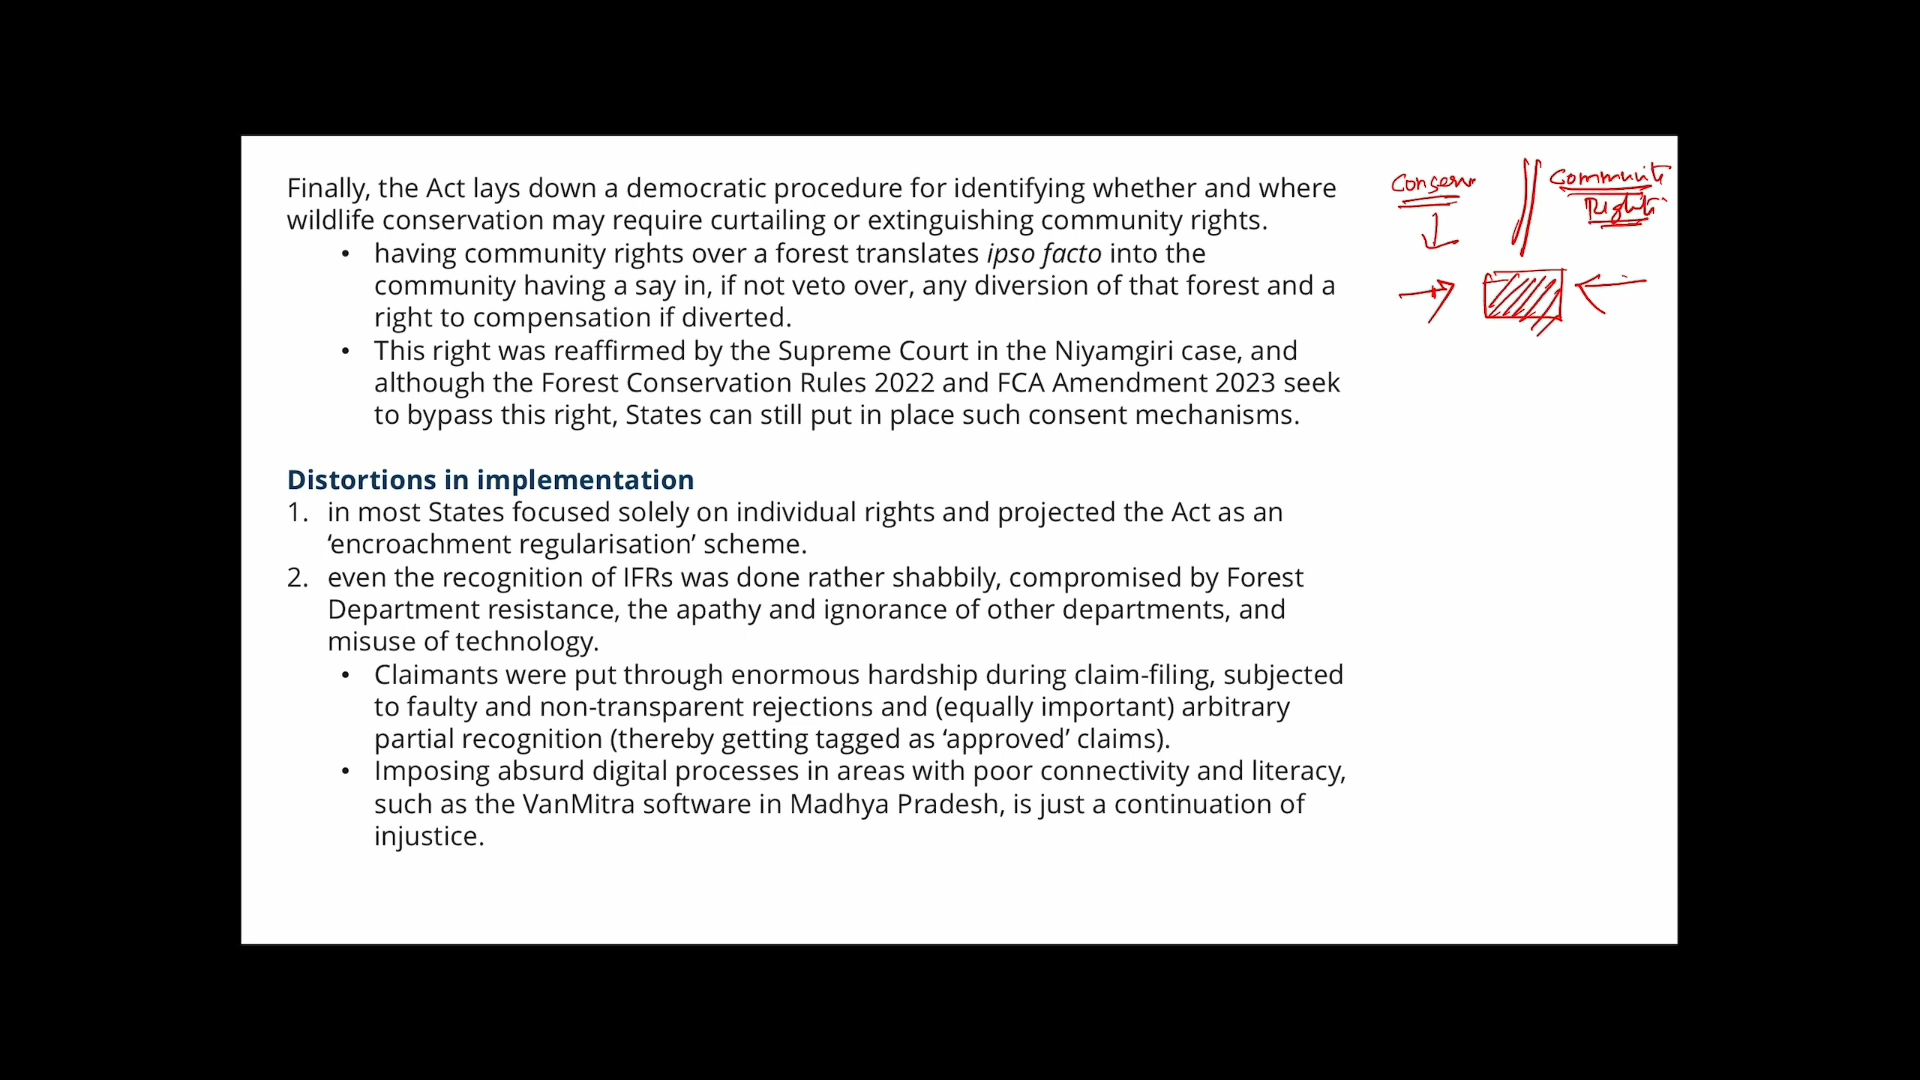 Finally, the Act lays down a democratic procedure for identifying whether and where
wildlife conservation may require curtailing or extinguishing community rights.
• having community rights over a forest translates ipso facto into the
community having a say in, if not veto over, any diversion of that forest and a
right to compensation if diverted.
• This right was reaffirmed by the Supreme Court in the Niyamgiri case, and
although the Forest Conservation Rules 2022 and FCA Amendment 2023 seek
to bypass this right, States can still put in place such consent mechanisms.
Distortions in implementation
1. in most States focused solely on individual rights and projected the Act as an
‘encroachment regularisation’ scheme.
2. even the recognition of IFRs was done rather shabbily, compromised by Forest
Department resistance, the apathy and ignorance of other departments, and
misuse of technology.
• Claimants were put through enormous hardship during claim-filing, subjected
to faulty and non-transparent rejections and (equally important) arbitrary
partial recognition (thereby getting tagged as ‘approved’ claims).
• Imposing absurd digital processes in areas with poor connectivity and literacy,
such as the VanMitra software in Madhya Pradesh, is just a continuation of
injustice.
Conserv
Communit
Rights